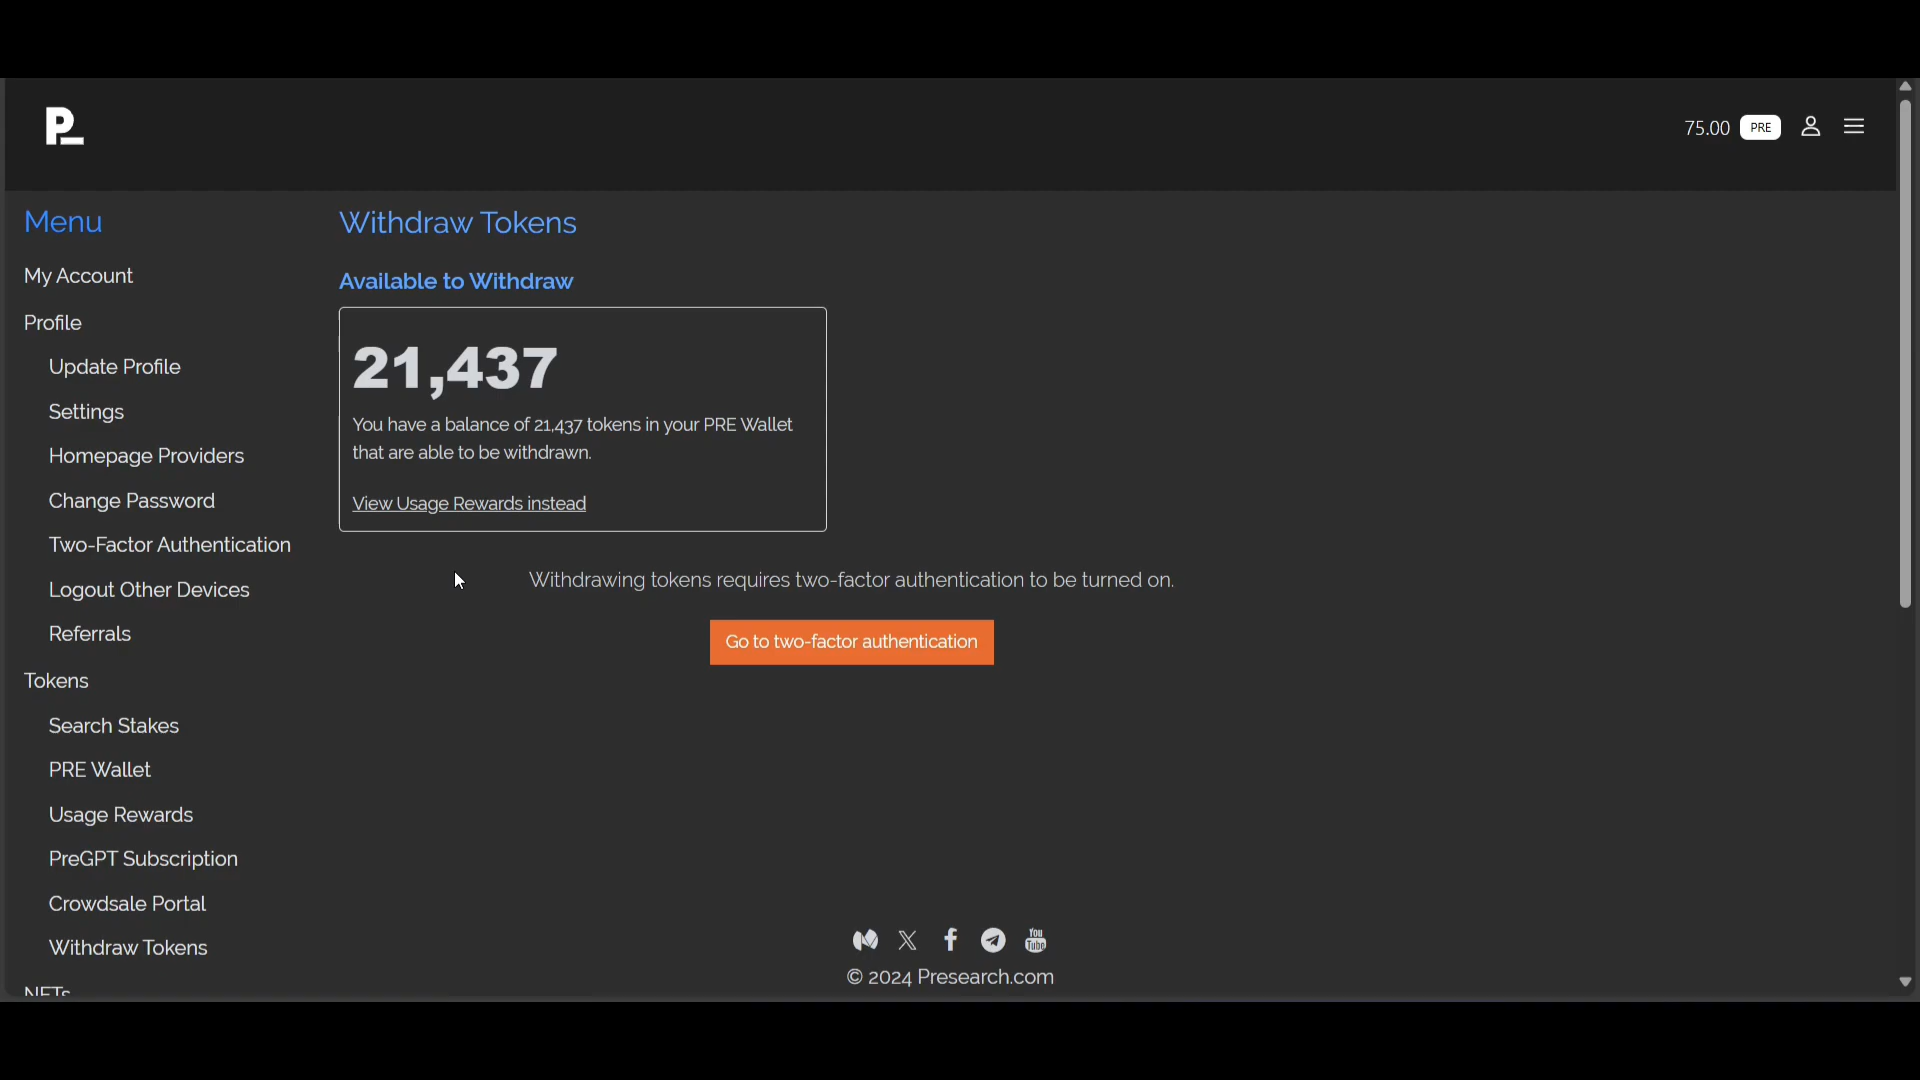 P_
75.00 PRE
Menu
My Account
Profile
Update Profile
Settings
Homepage Providers
Change Password
Two-Factor Authentication
Logout Other Devices
Referrals
Tokens
Search Stakes
PRE Wallet
Usage Rewards
PreGPT Subscription
Crowdsale Portal
Withdraw Tokens
NFTs
Withdraw Tokens
Available to Withdraw
21,437
You have a balance of 21,437 tokens in your PRE Wallet
that are able to be withdrawn.
View Usage Rewards instead
Withdrawing tokens requires two-factor authentication to be turned on.
Go to two-factor authentication
You
Tube
© 2024 Presearch.com